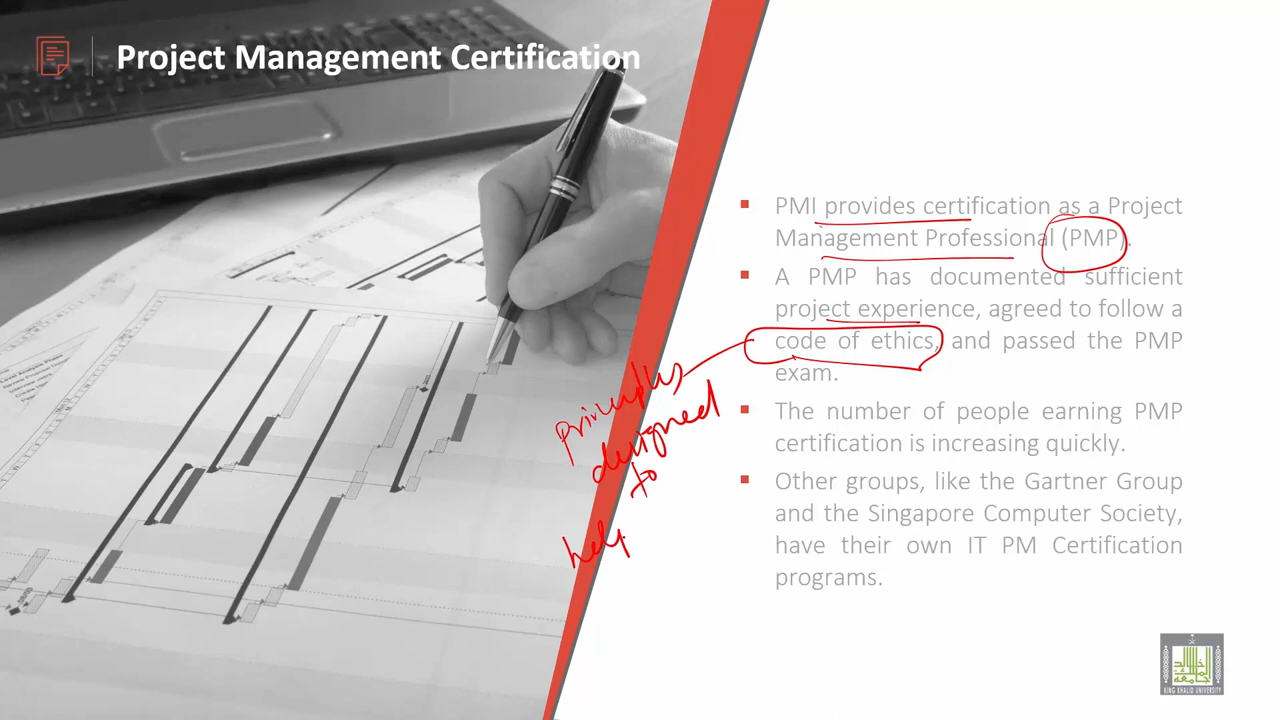 Project Management Certification
PMI provides certification as a Project
Management Professional (PMP).
A PMP has documented sufficient
project experience, agreed to follow a
code of ethics, and passed the PMP
exam.
The number of people earning PMP
certification is increasing quickly.
Other groups, like the Gartner Group
and the Singapore Computer Society,
have their own IT PM Certification
programs.
principles
designed
to
help
KING KHALID UNIVERSITY